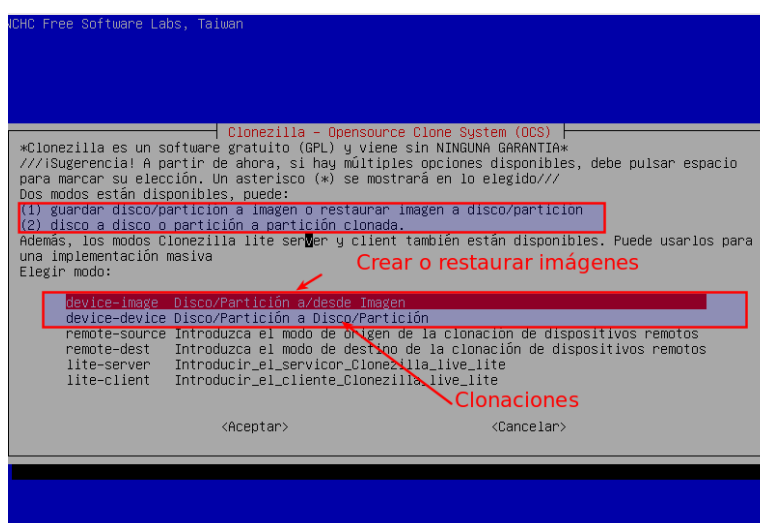 NCHC Free Software Labs, Taiwan
Clonezilla - Opensource Clone System (OCS)
*Clonezilla es un software gratuito (GPL) y viene sin NINGUNA GARANTIA*
///¡Sugerencia! A partir de ahora, si hay múltiples opciones disponibles, debe pulsar espacio
para marcar su elección. Un asterisco (*) se mostrará en lo elegido///
Dos modos están disponibles, puede:
(1) guardar disco/partición a imagen o restaurar imagen a disco/partición
(2) disco a disco o partición a partición clonada.
Además, los modos Clonezilla lite server y client también están disponibles. Puede usarlos para
una implementación masiva
Crear o restaurar imágenes
Elegir modo:
device-image Disco/Partición a/desde Imagen
device-device Disco/Partición a Disco/Partición
remote-source Introduzca el modo de origen de la clonación de dispositivos remotos
remote-dest Introduzca el modo de destino de la clonación de dispositivos remotos
lite-server Introducir_el_servicor_Clonezilla_live_lite
lite-client Introducir_el_cliente_Clonezilla_live_lite
Clonaciones
<Aceptar> <Cancelar>